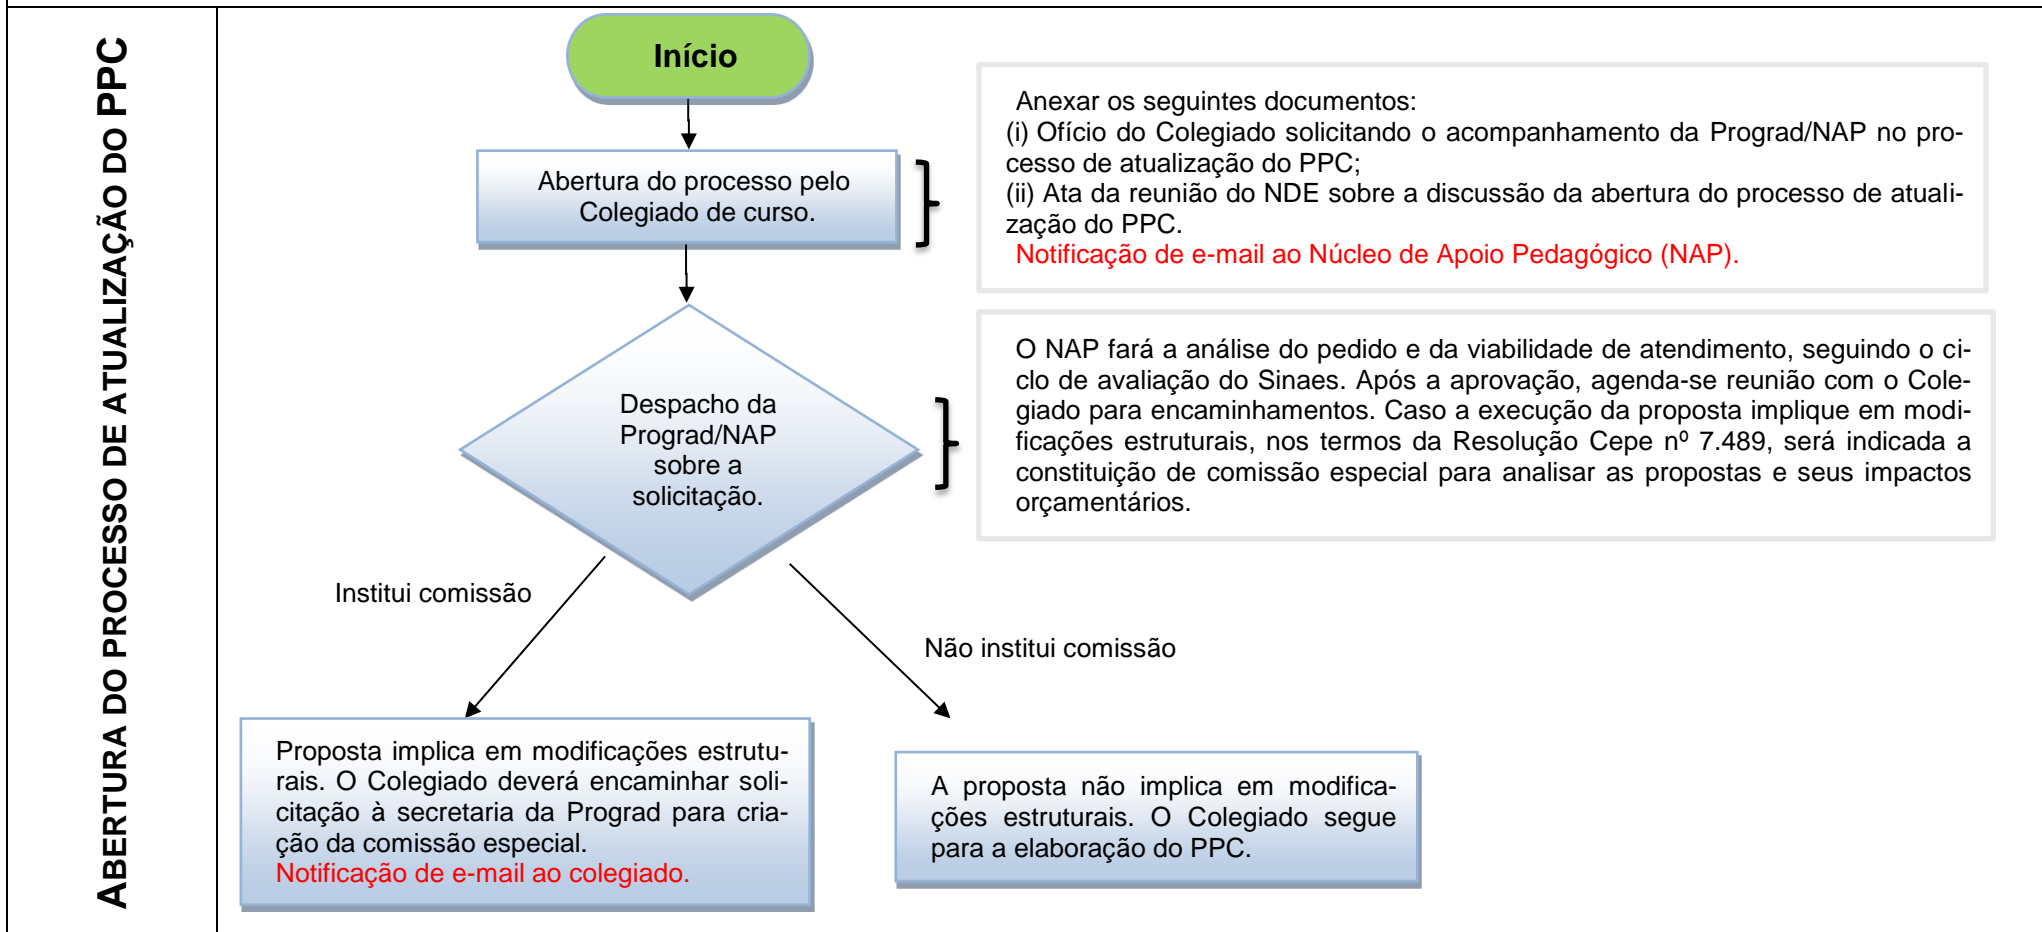 ABERTURA DO PROCESSO DE ATUALIZAÇÃO DO PPC
Início
Abertura do processo pelo
Colegiado de curso.
Anexar os seguintes documentos:
(i) Ofício do Colegiado solicitando o acompanhamento da Prograd/NAP no pro-
cesso de atualização do PPC;
(ii) Ata da reunião do NDE sobre a discussão da abertura do processo de atuali-
zação do PPC.
Notificação de e-mail ao Núcleo de Apoio Pedagógico (NAP).
Despacho da
Prograd/NAP
sobre a
solicitação.
O NAP fará a análise do pedido e da viabilidade de atendimento, seguindo o ci-
clo de avaliação do Sinaes. Após a aprovação, agenda-se reunião com o Cole-
giado para encaminhamentos. Caso a execução da proposta implique em modi-
ficações estruturais, nos termos da Resolução Cepe nº 7.489, será indicada a
constituição de comissão especial para analisar as propostas e seus impactos
orçamentários.
Institui comissão
Não institui comissão
Proposta implica em modificações estrutu-
rais. O Colegiado deverá encaminhar soli-
citação à secretaria da Prograd para cria-
ção da comissão especial.
Notificação de e-mail ao colegiado.
A proposta não implica em modifica-
ções estruturais. O Colegiado segue
para a elaboração do PPC.